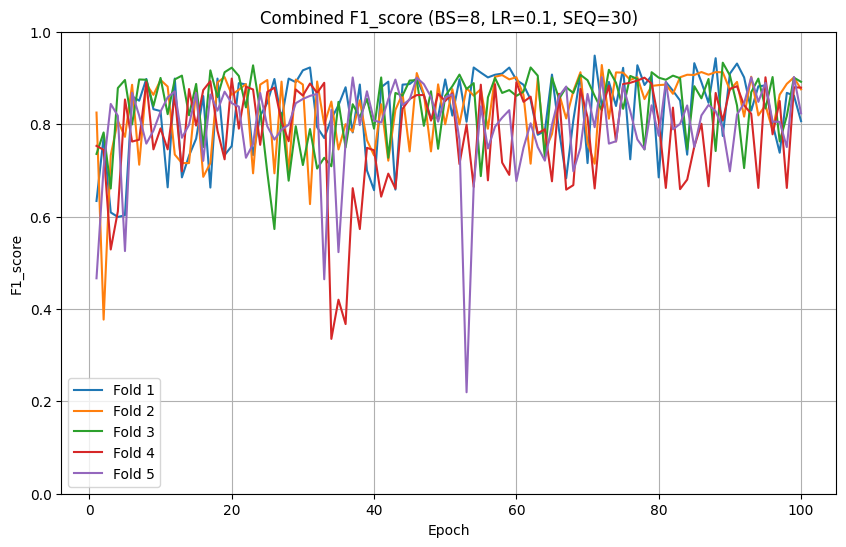 Combined F1_score (BS=8, LR=0.1, SEQ=30)
F1_score
1.0
0.8
0.6
0.4
0.2
0.0
Fold 1
Fold 2
Fold 3
Fold 4
Fold 5
0 20 40 60 80 100
Epoch